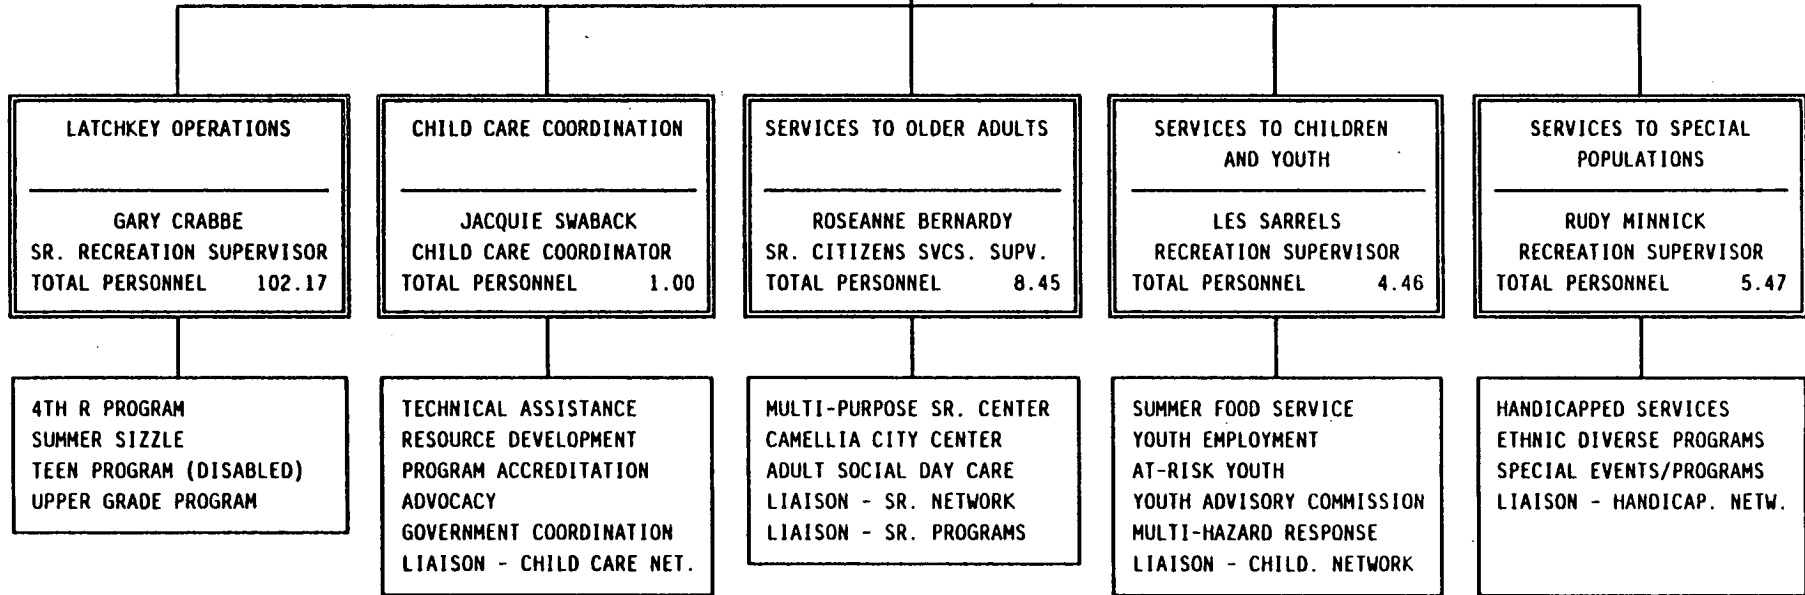 LATCHKEY OPERATIONS
GARY CRABBE
SR. RECREATION SUPERVISOR
TOTAL PERSONNEL 102.17
4TH R PROGRAM
SUMMER SIZZLE
TEEN PROGRAM (DISABLED)
UPPER GRADE PROGRAM
CHILD CARE COORDINATION
JACQUIE SWABACK
CHILD CARE COORDINATOR
TOTAL PERSONNEL 1.00
TECHNICAL ASSISTANCE
RESOURCE DEVELOPMENT
PROGRAM ACCREDITATION
ADVOCACY
GOVERNMENT COORDINATION
LIAISON - CHILD CARE NET.
SERVICES TO OLDER ADULTS
ROSEANNE BERNARDY
SR. CITIZENS SVCS. SUPV.
TOTAL PERSONNEL 8.45
MULTI-PURPOSE SR. CENTER
CAMELLIA CITY CENTER
ADULT SOCIAL DAY CARE
LIAISON - SR. NETWORK
LIAISON - SR. PROGRAMS
SERVICES TO CHILDREN
AND YOUTH
LES SARRELS
RECREATION SUPERVISOR
TOTAL PERSONNEL 4.46
SUMMER FOOD SERVICE
YOUTH EMPLOYMENT
AT-RISK YOUTH
YOUTH ADVISORY COMMISSION
MULTI-HAZARD RESPONSE
LIAISON - CHILD. NETWORK
SERVICES TO SPECIAL
POPULATIONS
RUDY MINNICK
RECREATION SUPERVISOR
TOTAL PERSONNEL 5.47
HANDICAPPED SERVICES
ETHNIC DIVERSE PROGRAMS
SPECIAL EVENTS/PROGRAMS
LIAISON - HANDICAP. NETW.